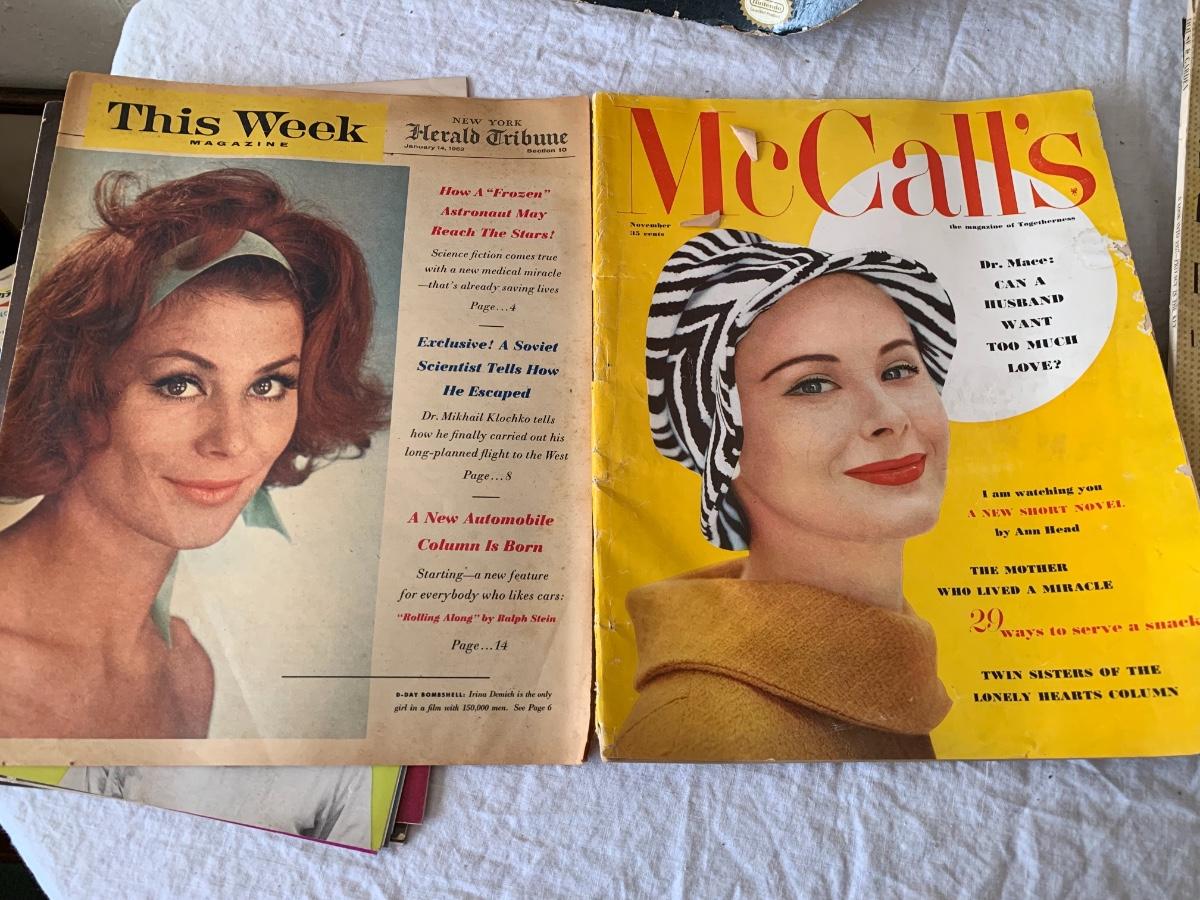 Nintendo
This Week
MAGAZINE
NEW YORK
Herald Tribune
January 14, 1962
Section 10
How A "Frozen"
Astronaut May
Reach The Stars!
Science fiction comes true
with a new medical miracle
—that's already saving lives
Page...4
Exclusive! A Soviet
Scientist Tells How
He Escaped
Dr. Mikhail Klochko tells
how he finally carried out his
long-planned flight to the West
Page...8
A New Automobile
Column Is Born
Starting—a new feature
for everybody who likes cars:
"Rolling Along" by Ralph Stein
Page...14
D-DAY BOMBSHELL: Irina Demich is the only
girl in a film with 150,000 men. See Page 6
McCall's
November
35 cents
the magazine of Togetherness
Dr. Mace:
CAN A
HUSBAND
WANT
TOO MUCH
LOVE?
I am watching you
A NEW SHORT NOVEL
by Ann Head
THE MOTHER
WHO LIVED A MIRACLE
29 ways to serve a snack
TWIN SISTERS OF THE
LONELY HEARTS COLUMN